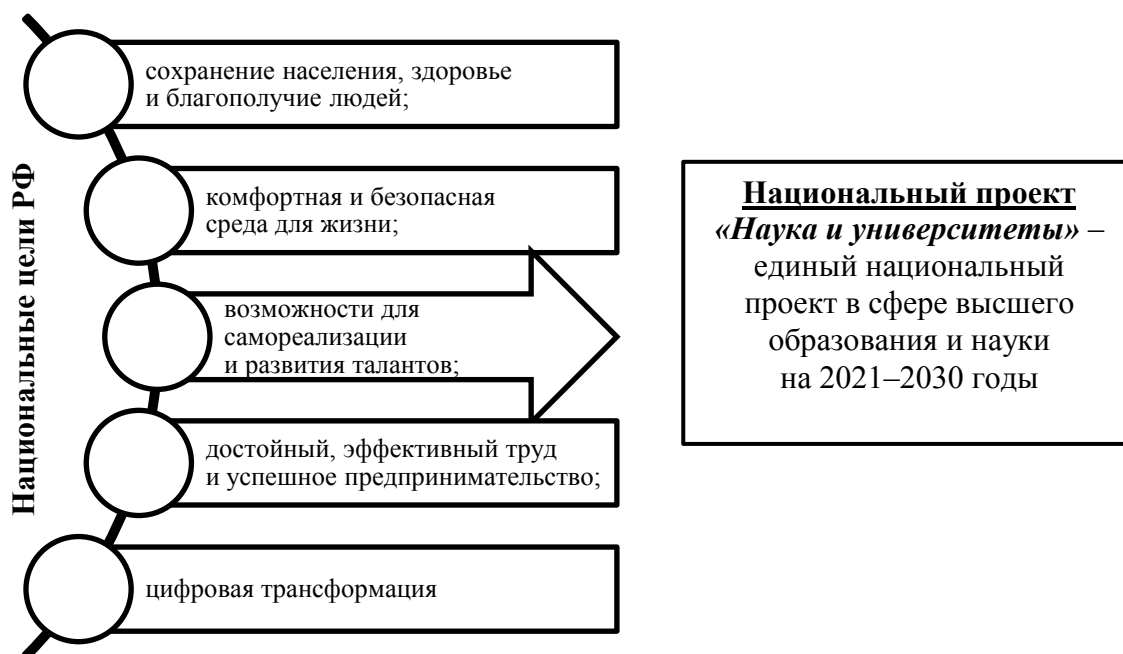 Национальные цели РФ
сохранение населения, здоровье
и благополучие людей;
комфортная и безопасная
среда для жизни;
возможности для
самореализации
и развития талантов;
достойный, эффективный труд
и успешное предпринимательство;
цифровая трансформация
Национальный проект
«Наука и университеты» –
единый национальный
проект в сфере высшего
образования и науки
на 2021–2030 годы